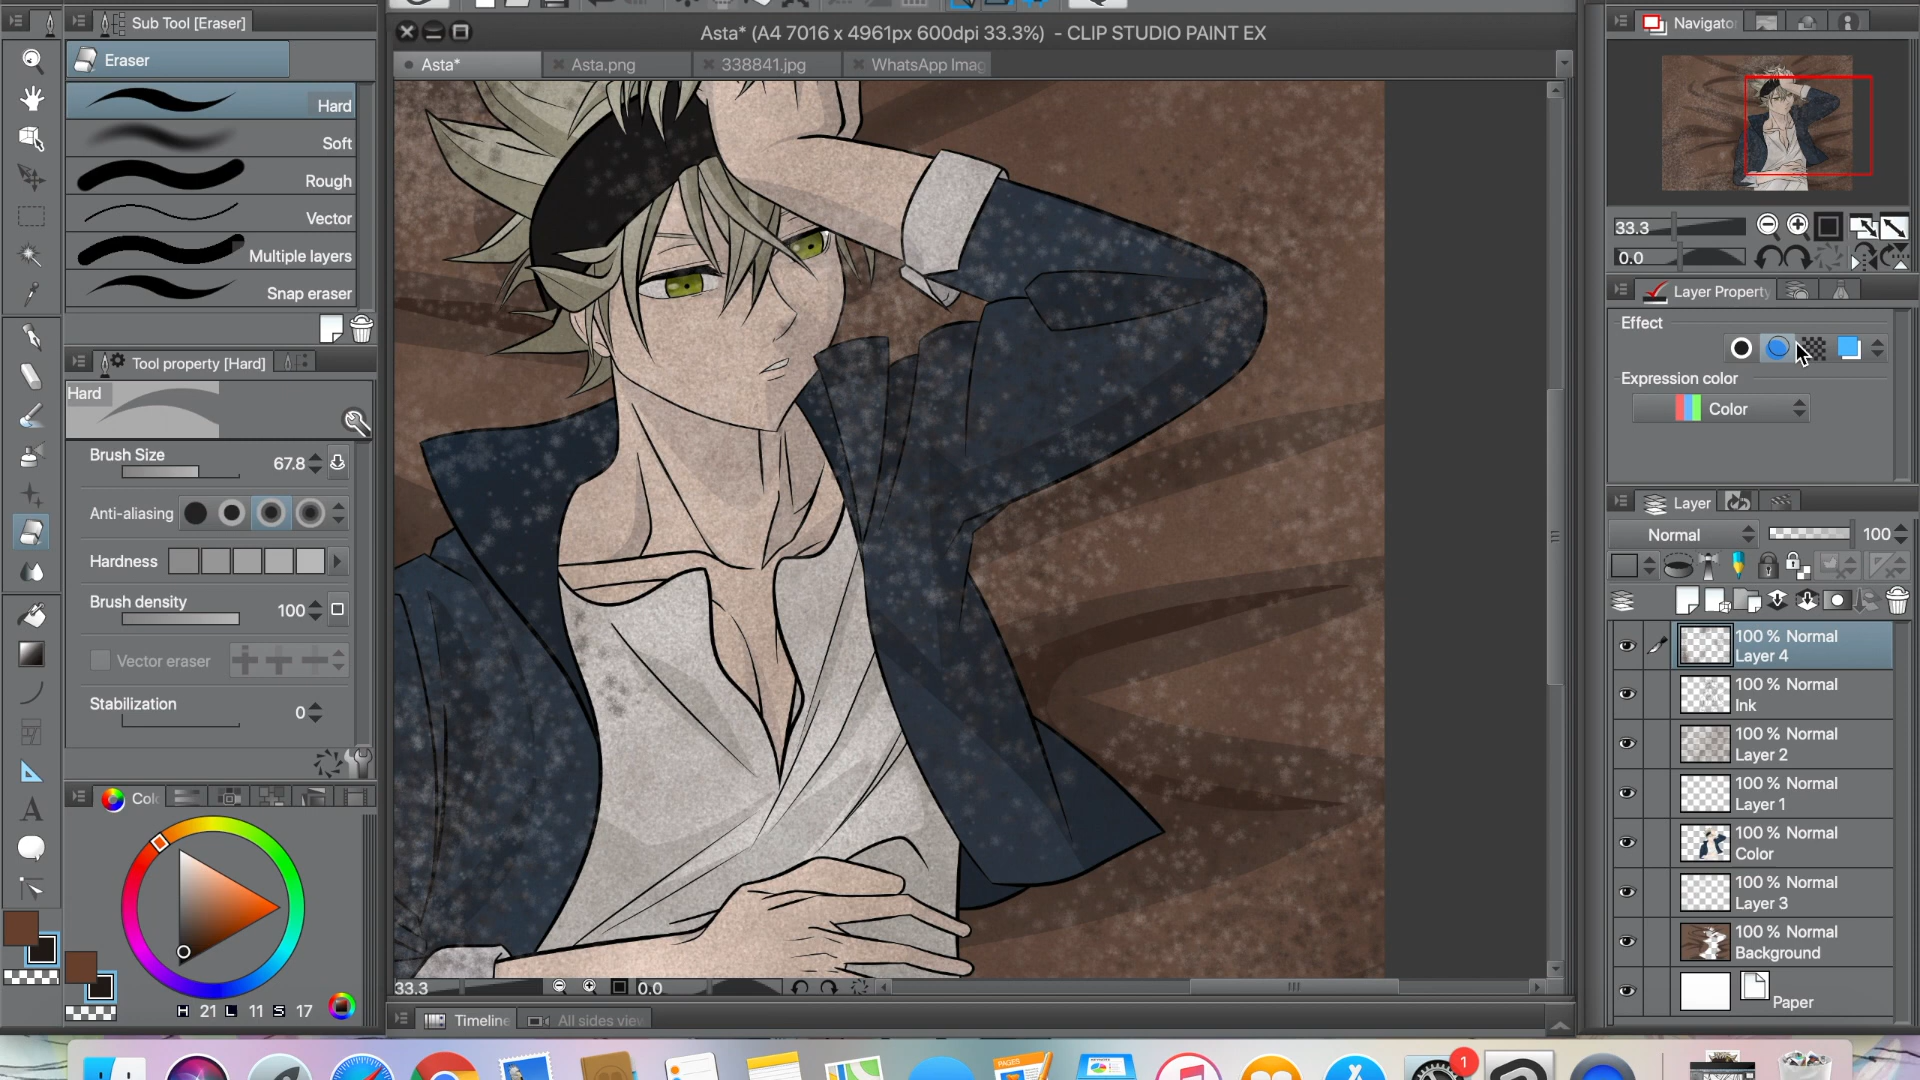 Sub Tool [Eraser]
Eraser
Hard
Soft
Rough
Vector
Multiple layers
Snap eraser
Tool property [Hard]
Hard
Brush Size
67.8
Anti-aliasing
Hardness
Brush density
100
Vector eraser
Stabilization
0
H 21 L 11 S 17
Asta* (A4 7016 x 4961px 600dpi 33.3%) - CLIP STUDIO PAINT EX
Asta*
Asta.png
338841.jpg
WhatsApp Imag
33.3
0.0
Timeline
All sides view
PAGES
1
Navigator
33.3
0.0
Layer Property
Effect
Expression color
Color
Layer
Normal
100
100 % Normal
Layer 4
100 % Normal
Ink
100 % Normal
Layer 2
100 % Normal
Layer 1
100 % Normal
Color
100 % Normal
Layer 3
100 % Normal
Background
Paper